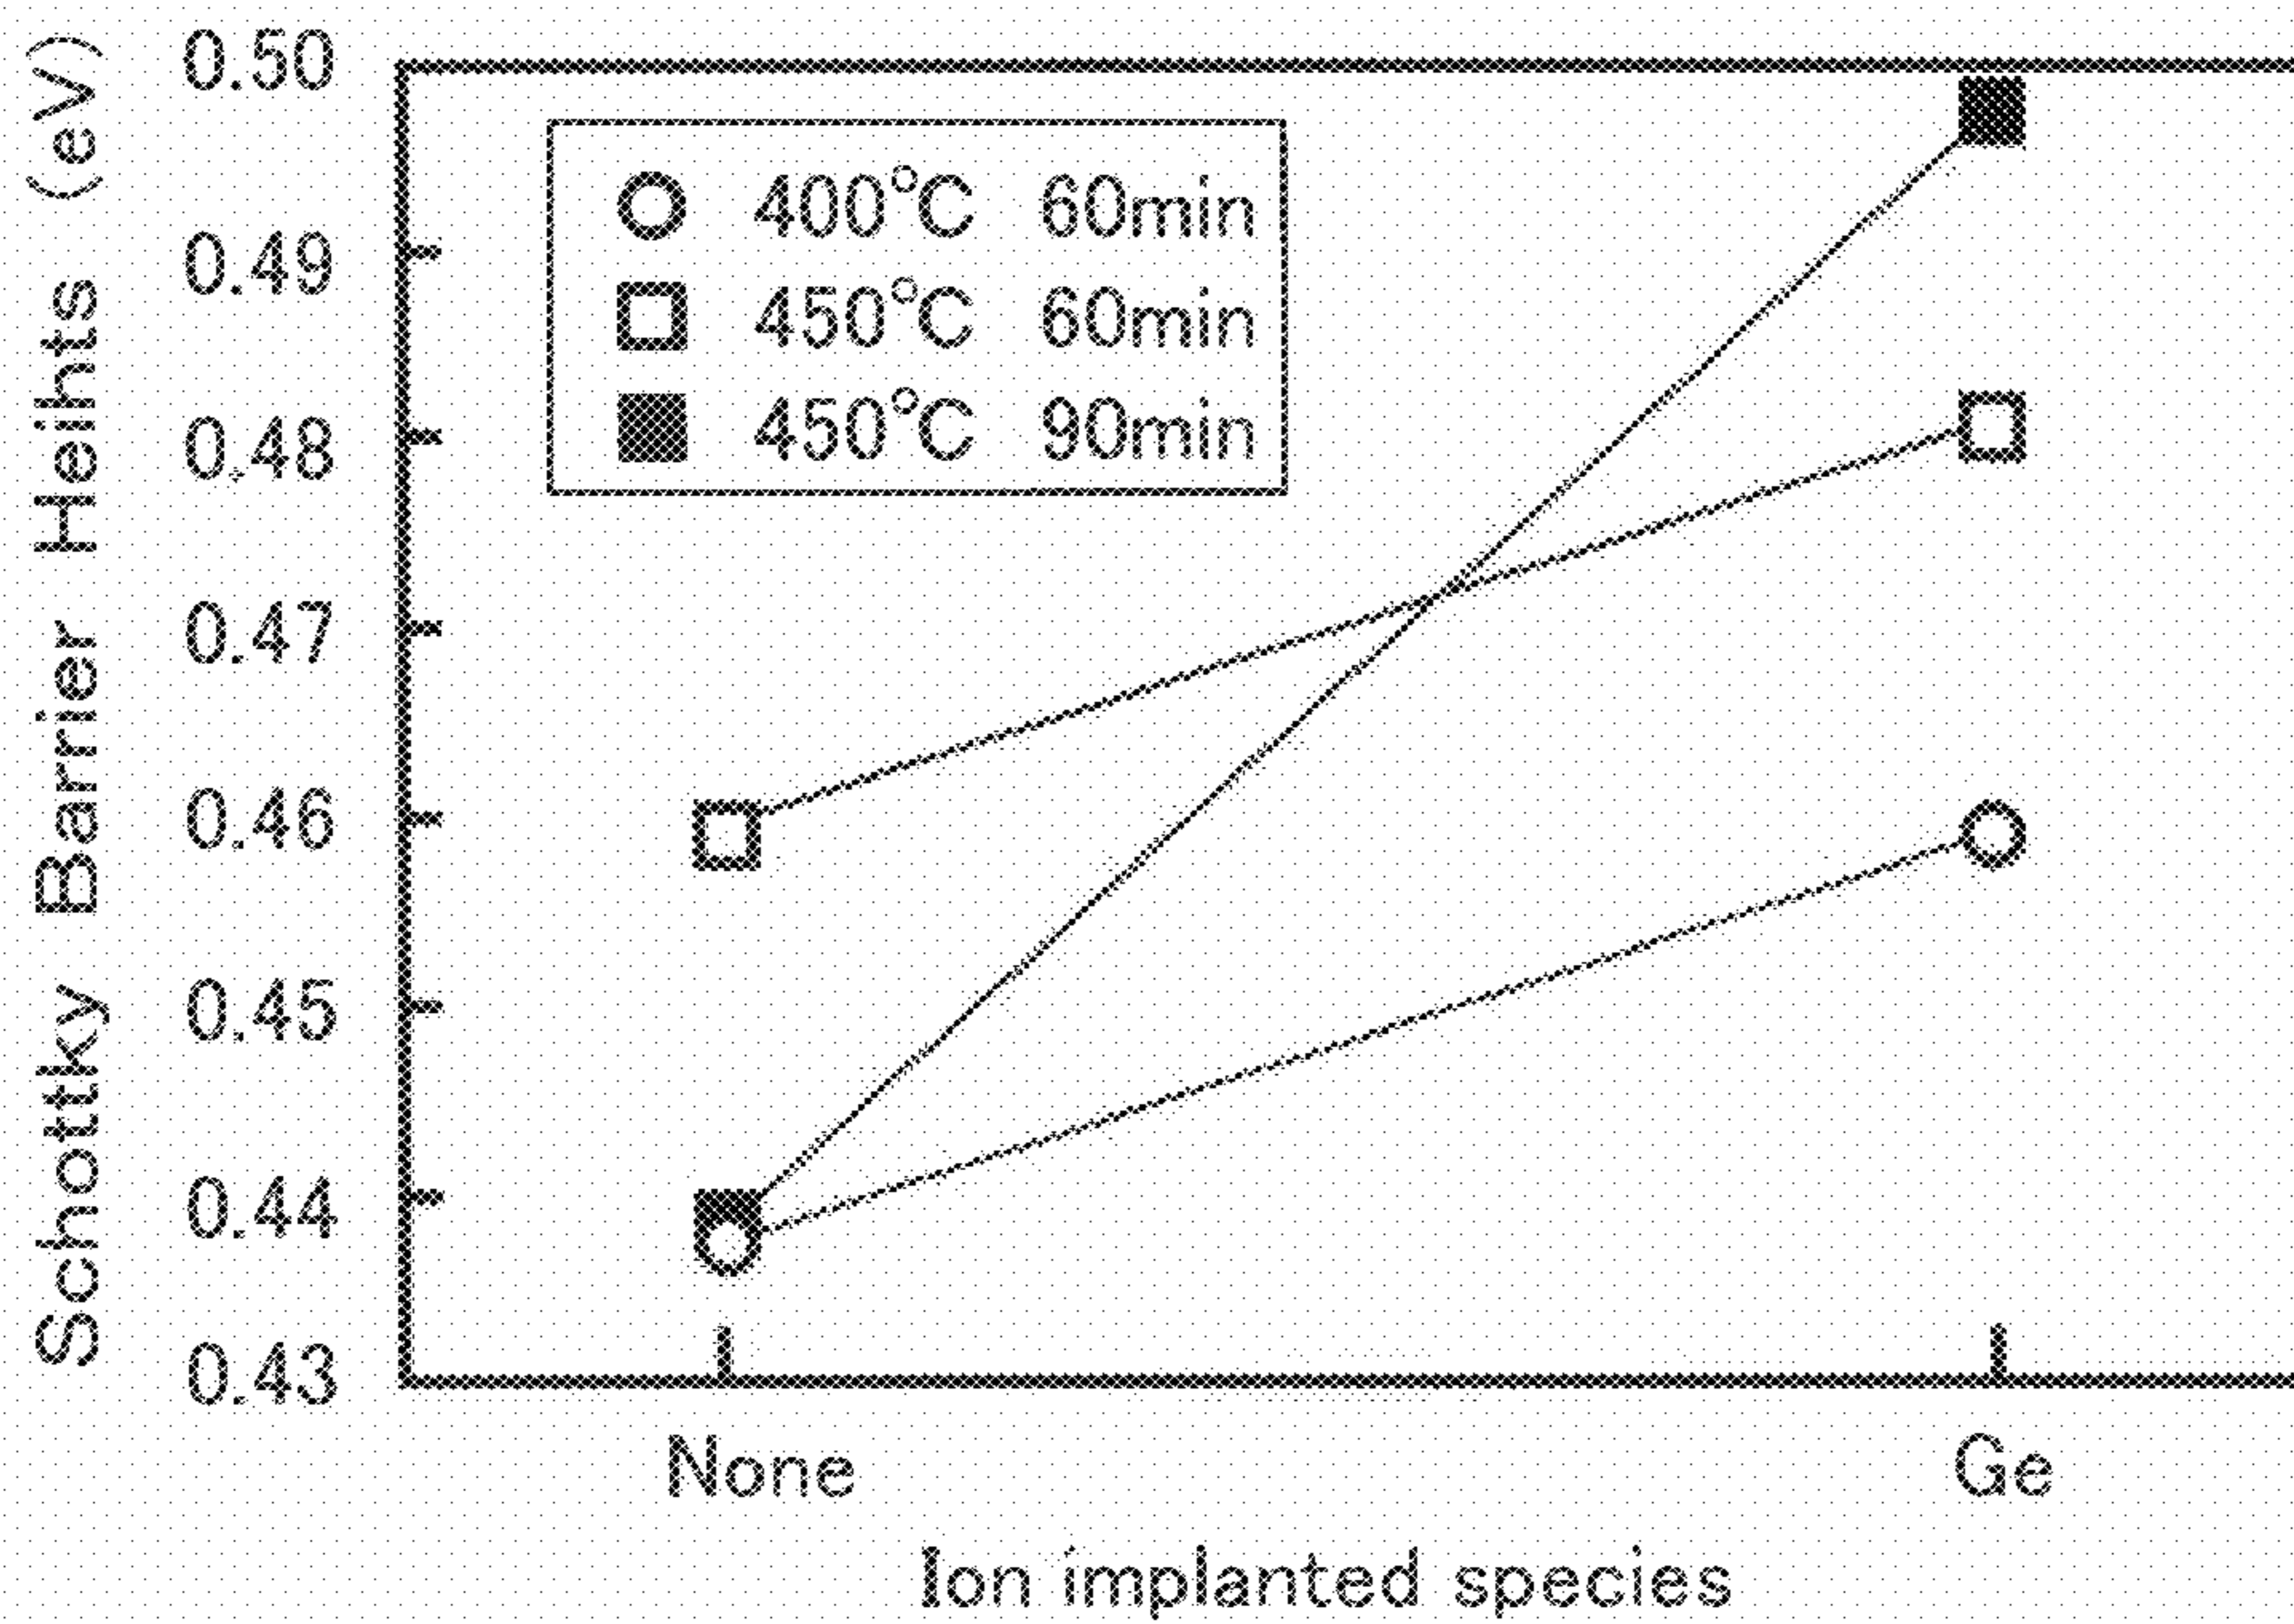 Schottky Barrier Heihts (eV)
0.50
0.49
0.48
0.47
0.46
0.45
0.44
0.43
400°C 60min
450°C 60min
450°C 90min
None
Ge
Ion implanted species